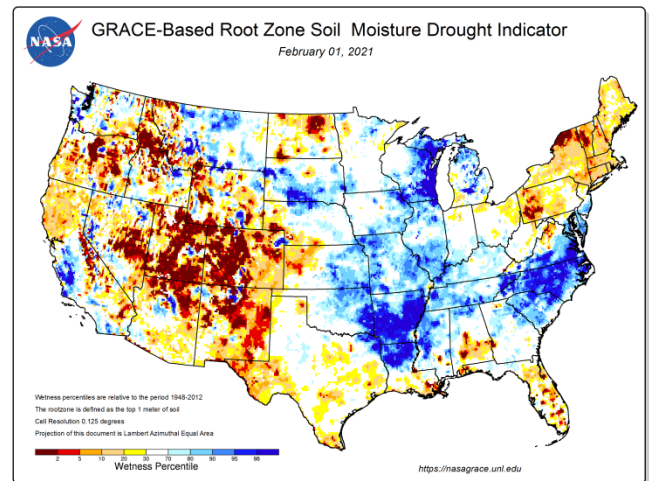 NASA
GRACE-Based Root Zone Soil Moisture Drought Indicator
February 01, 2021
Wetness percentiles are relative to the period 1948-2012
The rootzone is defined as the top 1 meter of soil
Cell Resolution 0.125 degrees
Projection of this document is Lambert Azimuthal Equal Area
2 5 10 20 30 70 80 90 95 98
Wetness Percentile
https://nasagrace.unl.edu